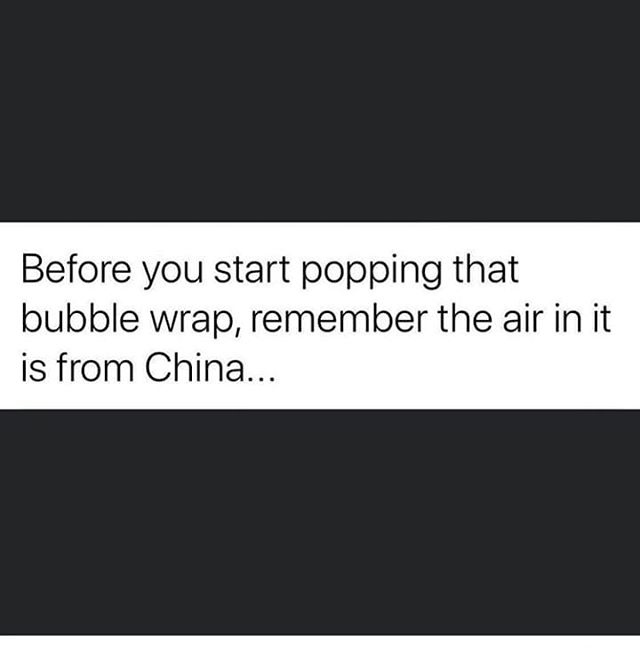 Before you start popping that
bubble wrap, remember the air in it
is from China...